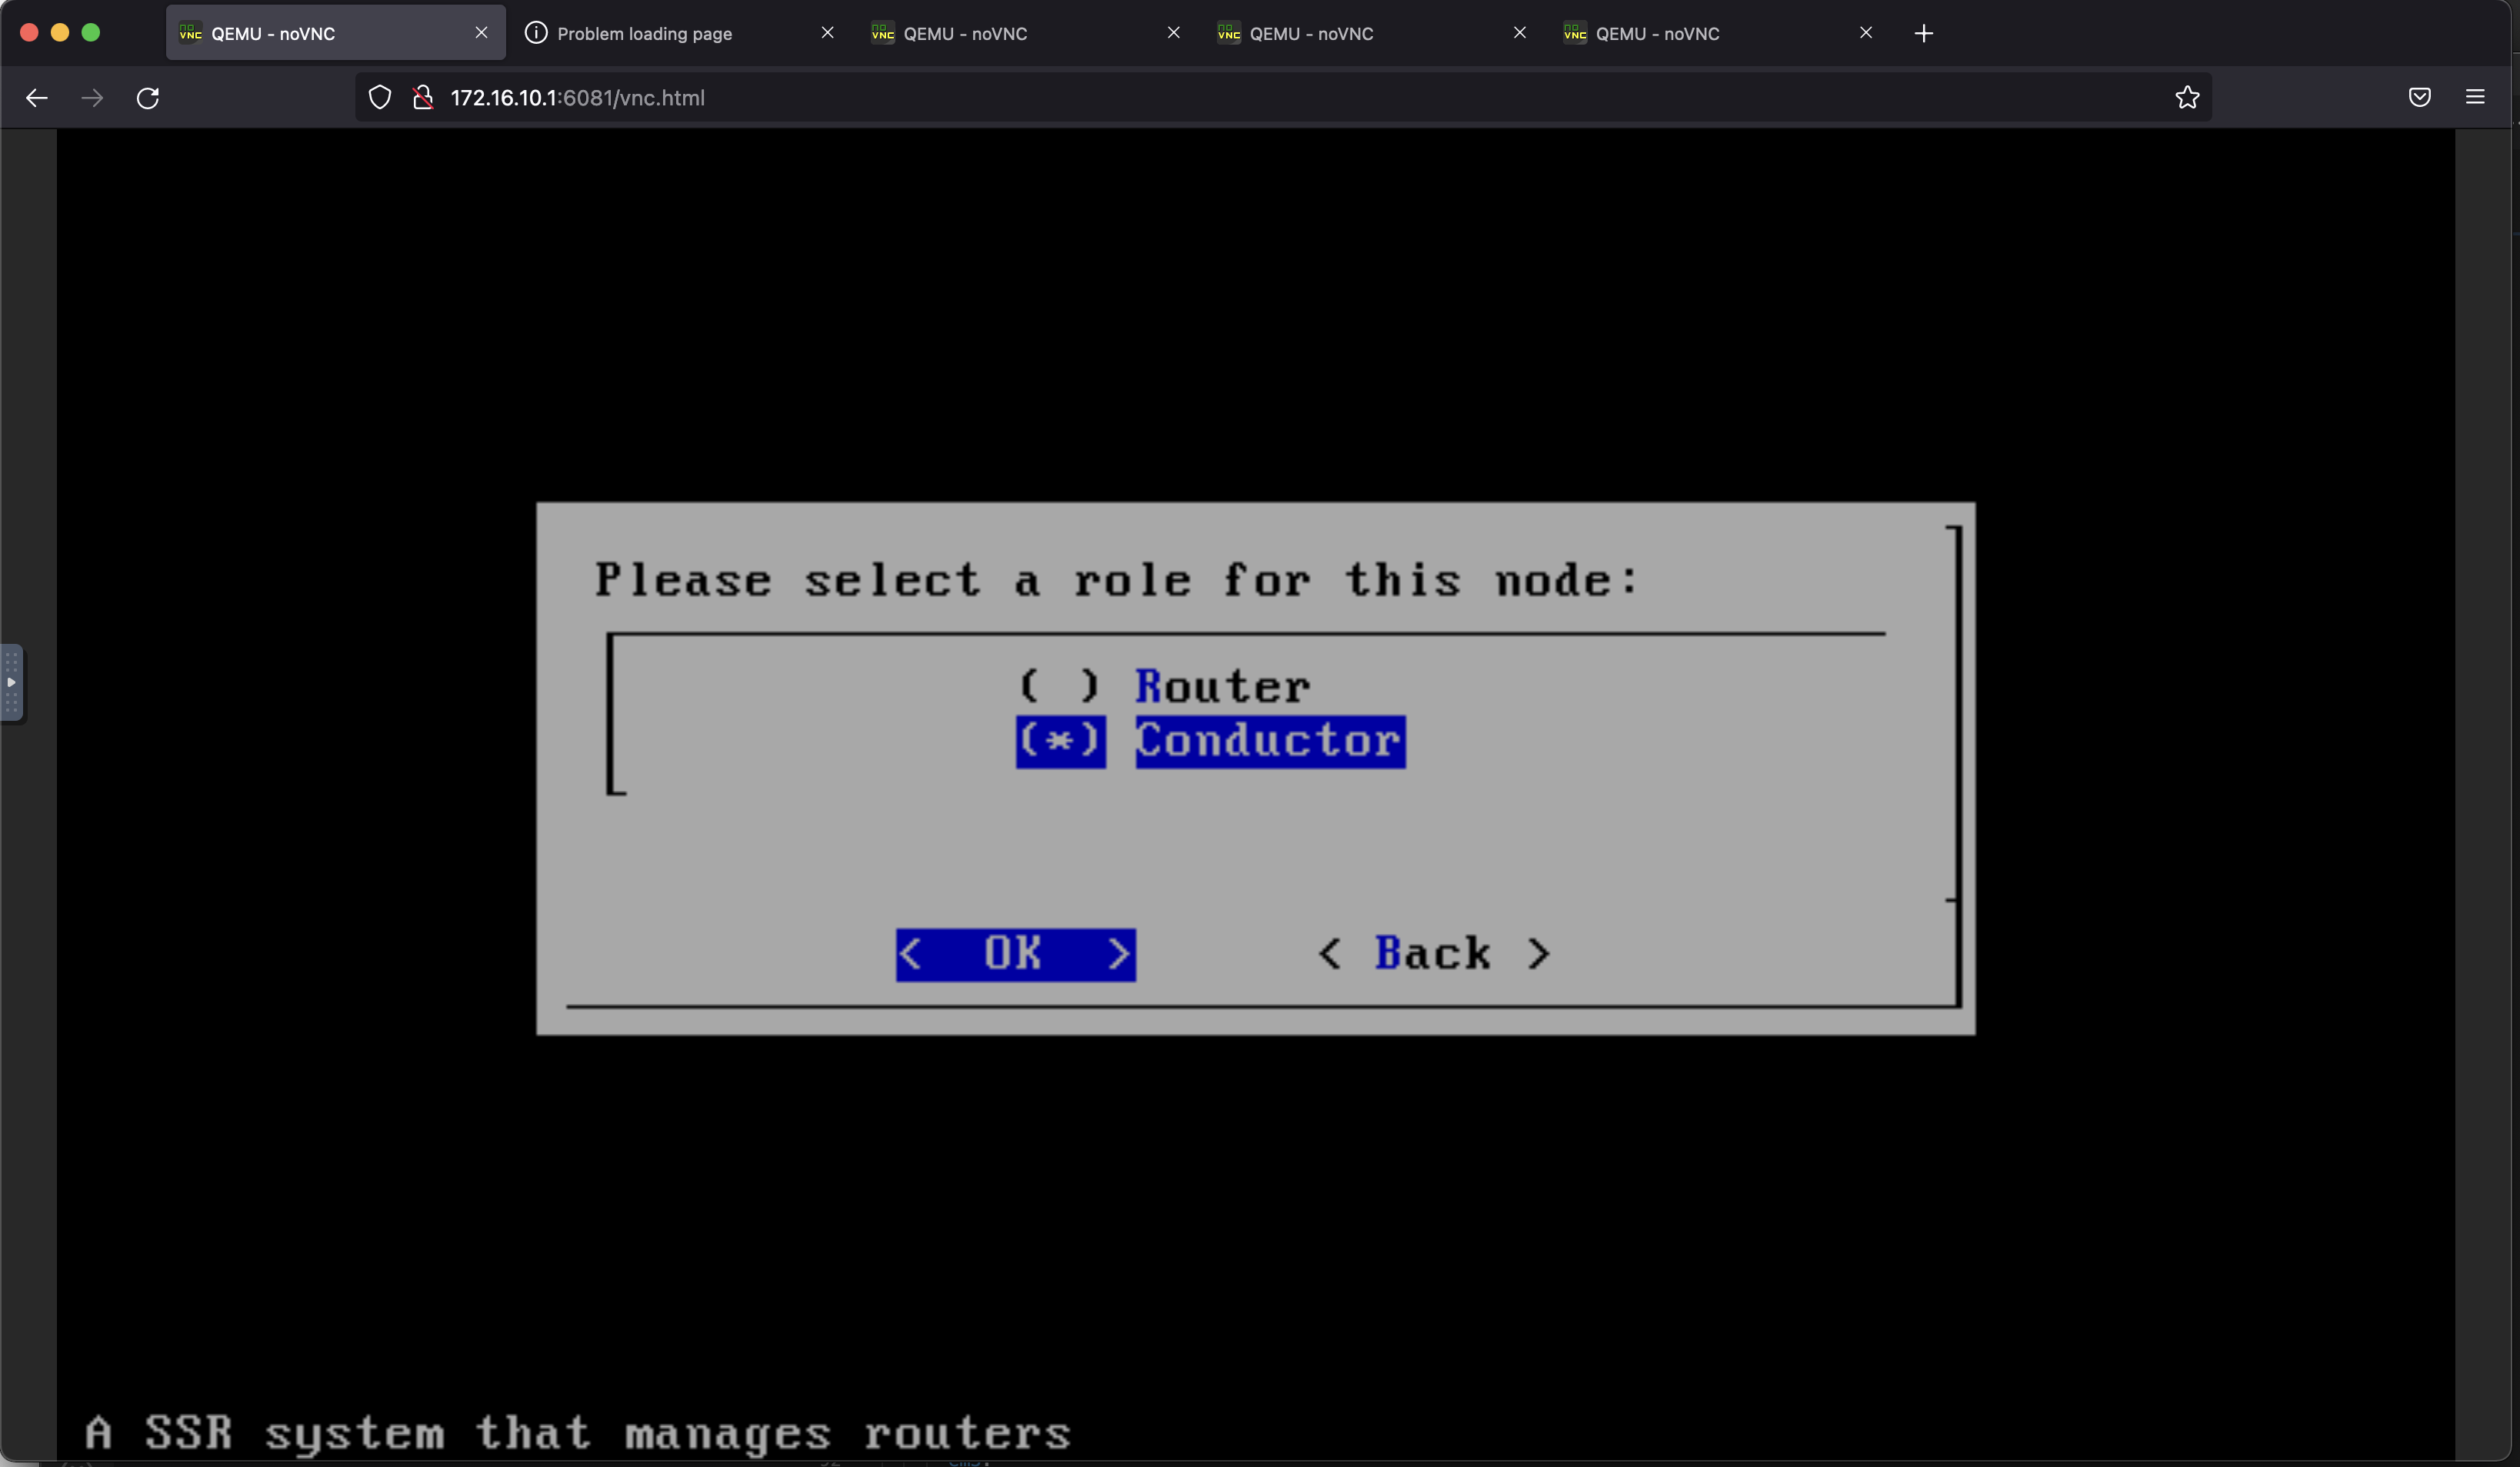 QEMU - noVNC
Problem loading page
QEMU - noVNC
QEMU - noVNC
QEMU - noVNC
172.16.10.1:6081/vnc.html
Please select a role for this node:
( ) Router
(*) Conductor
< OK > < Back >
A SSR system that manages routers